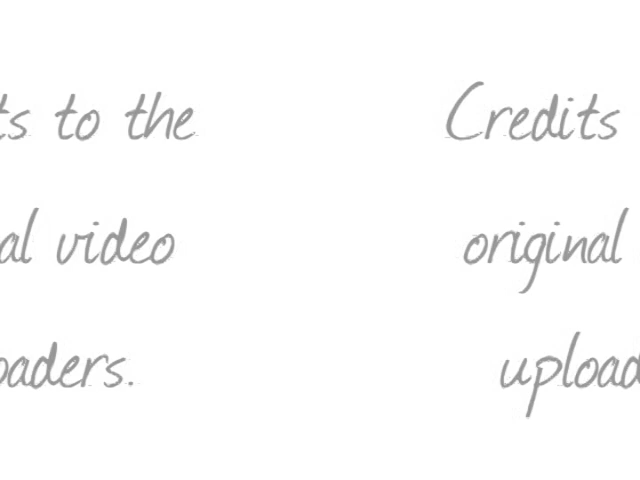 ts to the
al video
oaders.
Credits
original
upload